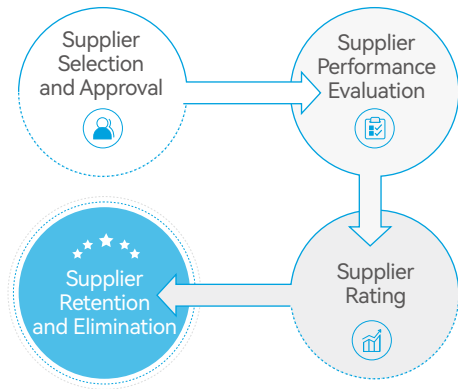 Supplier
Selection
and Approval
Supplier
Performance
Evaluation
Supplier
Rating
Supplier
Retention
and Elimination